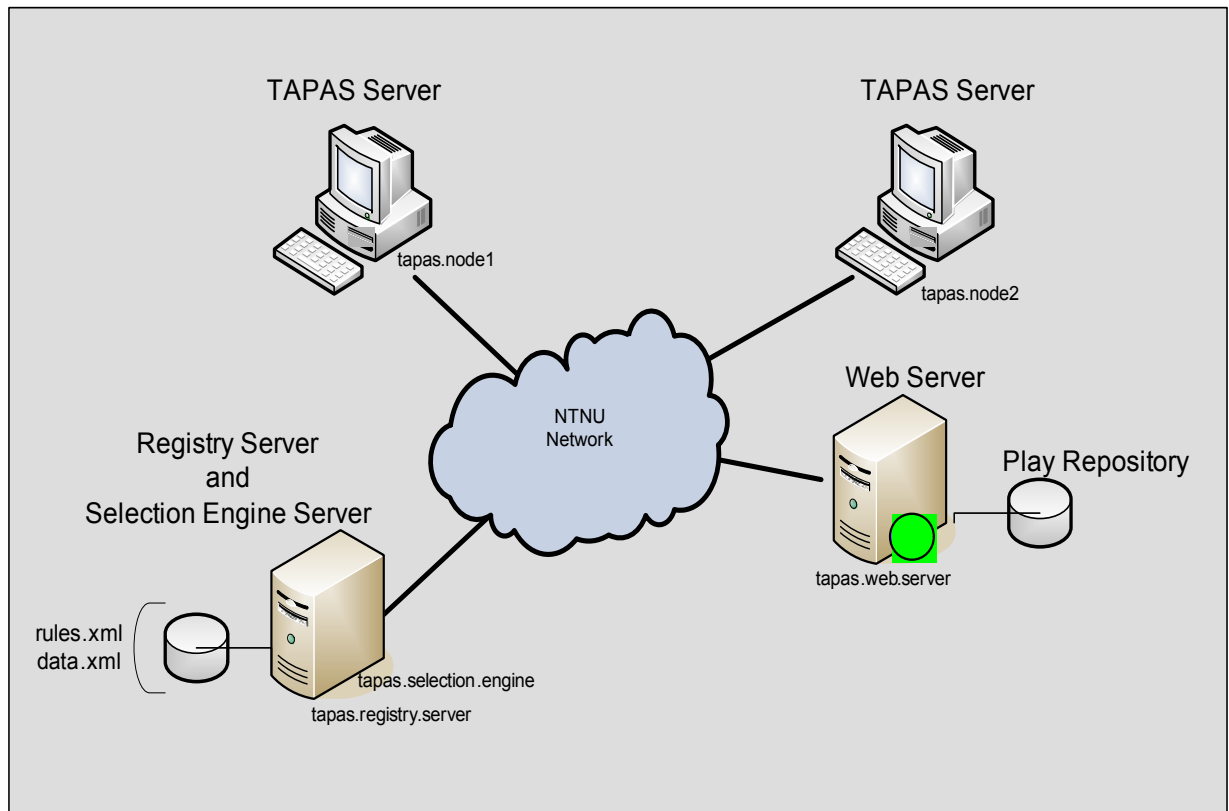 TAPAS Server
TAPAS Server
tapas.node1
tapas.node2
NTNU
Network
Web Server
Play Repository
tapas.web.server
Registry Server
and
Selection Engine Server
rules.xml
data.xml
tapas.selection.engine
tapas.registry.server